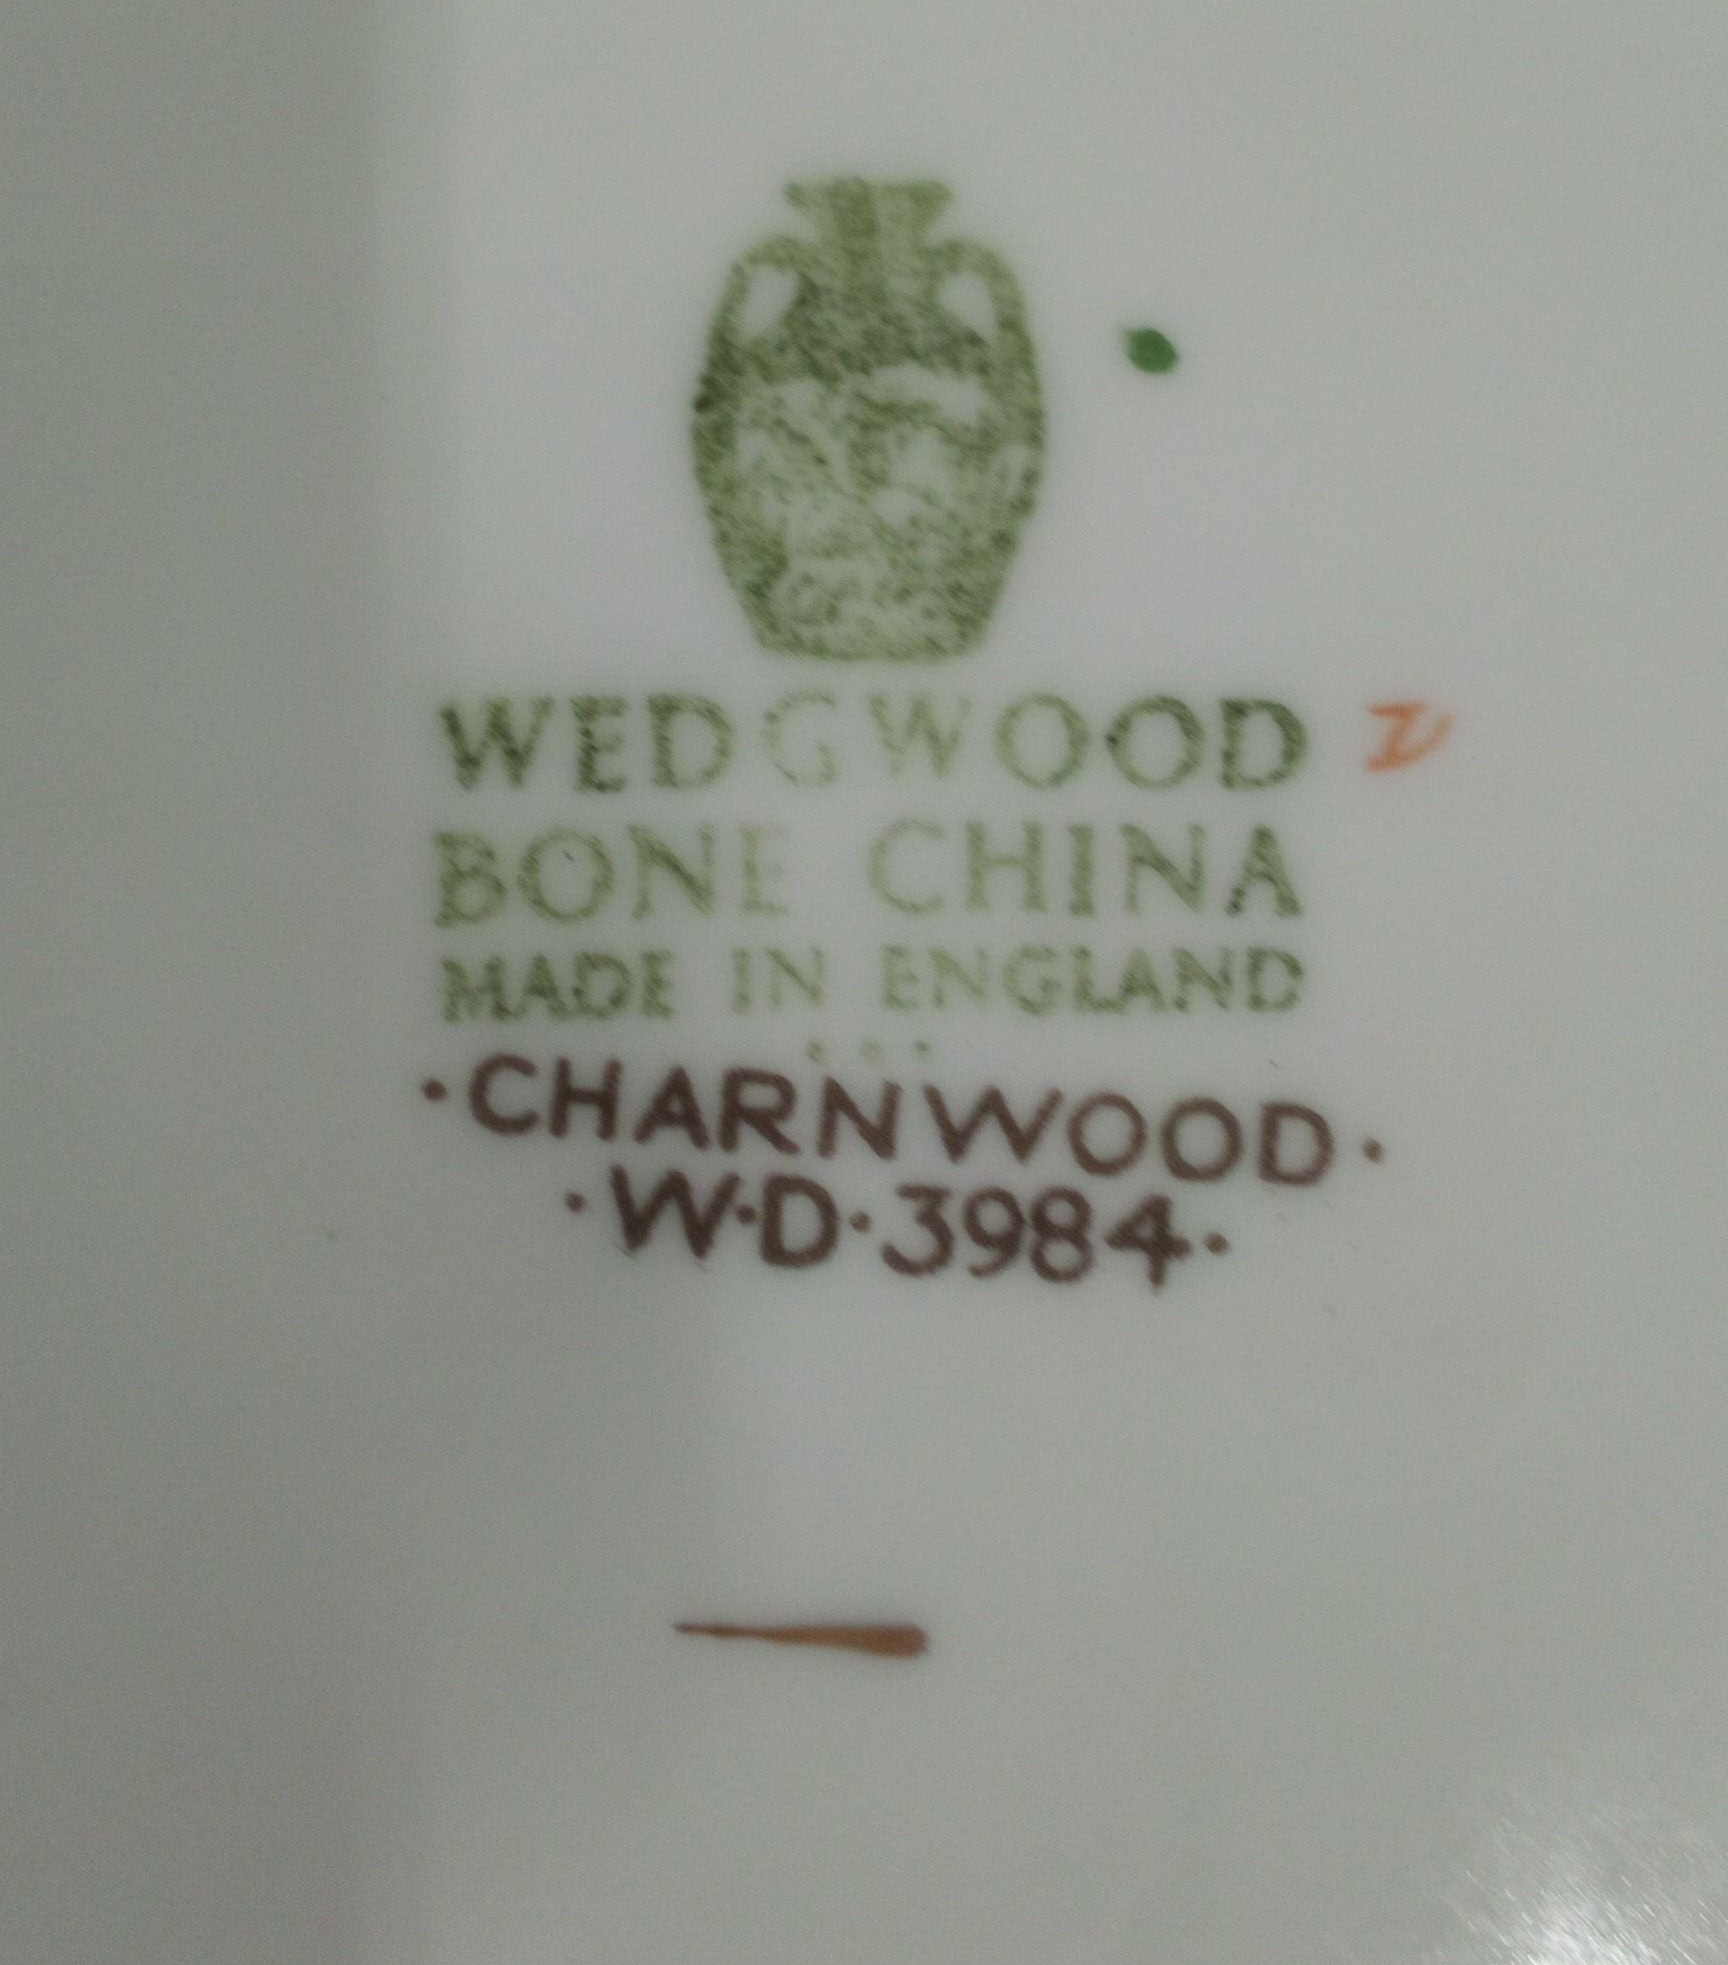 WEDGWOOD
BONE CHINA
MADE IN ENGLAND
· CHARNWOOD ·
· W·D·3984 ·